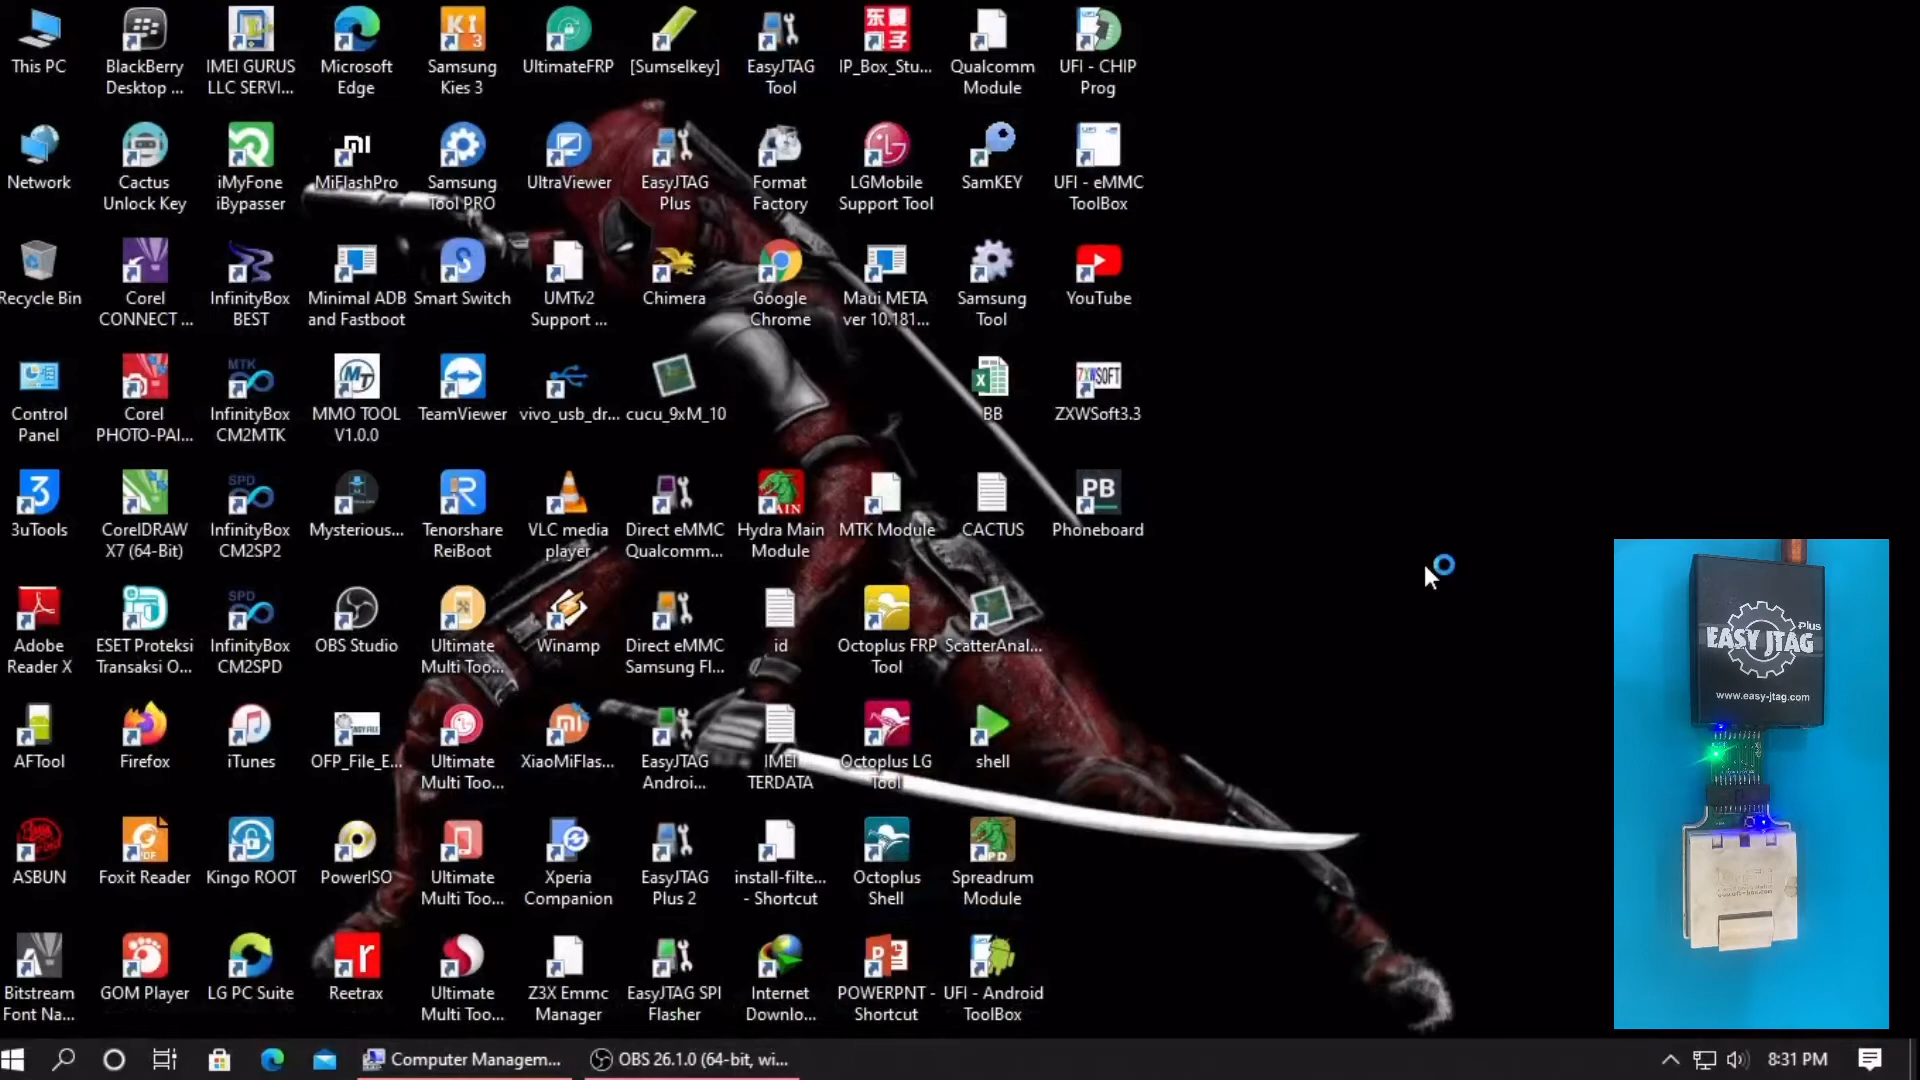 This PC
BlackBerry
Desktop ...
IMEI GURUS
LLC SERVI...
Microsoft
Edge
Samsung
Kies 3
UltimateFRP
[Sumselkey]
EasyJTAG
Tool
IP_Box_Stu...
Qualcomm
Module
UFI - CHIP
Prog
Network
Cactus
Unlock Key
iMyFone
iBypasser
MiFlashPro
Samsung
Tool PRO
UltraViewer
EasyJTAG
Plus
Format
Factory
LGMobile
Support Tool
SamKEY
UFI - eMMC
ToolBox
Recycle Bin
Corel
CONNECT ...
InfinityBox
BEST
Minimal ADB
and Fastboot
Smart Switch
UMTv2
Support ...
Chimera
Google
Chrome
Maui META
ver 10.181...
Samsung
Tool
YouTube
Control
Panel
Corel
PHOTO-PAI...
InfinityBox
CM2MTK
MMO TOOL
V1.0.0
TeamViewer
vivo_usb_dr...
cucu_9xM_10
BB
ZXWSoft3.3
3uTools
CorelDRAW
X7 (64-Bit)
InfinityBox
CM2SP2
Mysterious...
Tenorshare
ReiBoot
VLC media
player
Direct eMMC
Qualcomm...
Hydra Main
Module
MTK Module
CACTUS
Phoneboard
Adobe
Reader X
ESET Proteksi
Transaksi O...
InfinityBox
CM2SPD
OBS Studio
Ultimate
Multi Too...
Winamp
Direct eMMC
Samsung Fl...
id
Octoplus FRP
Tool
ScatterAnal...
AFTool
Firefox
iTunes
OFP_File_E...
Ultimate
Multi Too...
XiaoMiFlas...
EasyJTAG
Androi...
IMEI
TERDATA
Octoplus LG
Tool
shell
ASBUN
Foxit Reader
Kingo ROOT
PowerISO
Ultimate
Multi Too...
Xperia
Companion
EasyJTAG
Plus 2
install-filte...
- Shortcut
Octoplus
Shell
Spreadrum
Module
Bitstream
Font Na...
GOM Player
LG PC Suite
Reetrax
Ultimate
Multi Too...
Z3X Emmc
Manager
EasyJTAG SPI
Flasher
Internet
Downlo...
POWERPNT -
Shortcut
UFI - Android
ToolBox
Plus
EASY JTAG
www.easy-jtag.com
Computer Managem...
OBS 26.1.0 (64-bit, wi...
8:31 PM